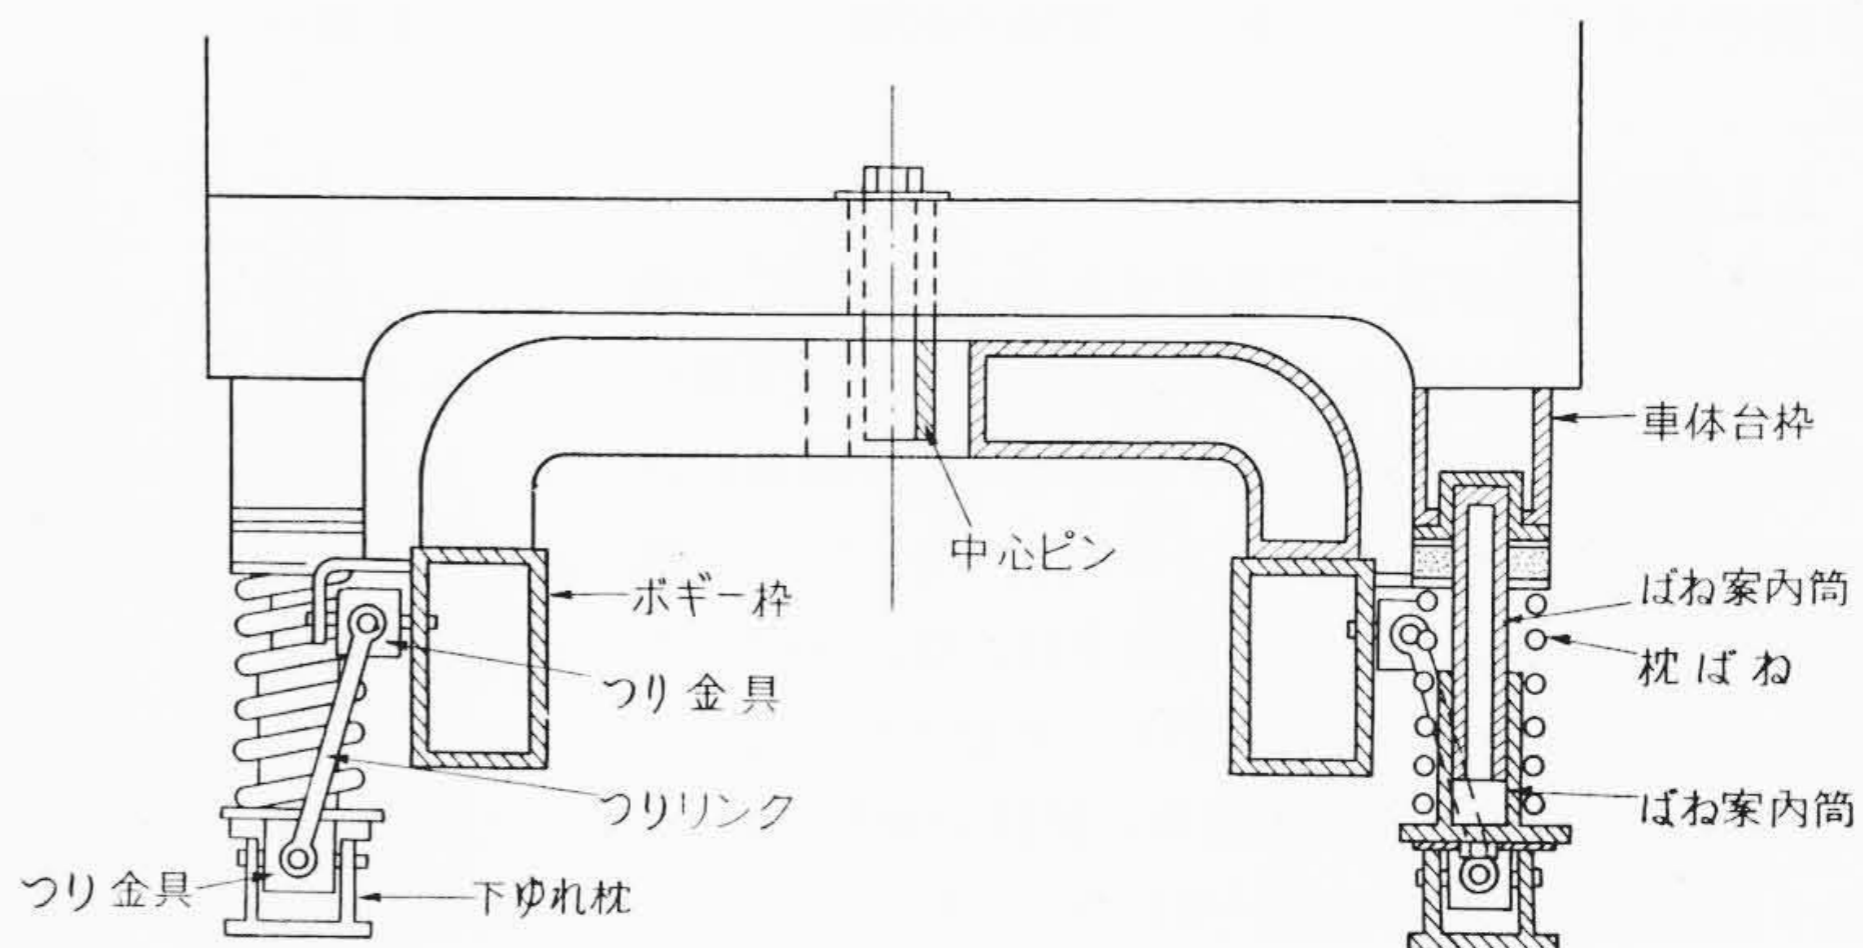 車体台枠
中心ピン
ボギー枠
ばね案内筒
枕ばね
つり金具
つりリンク
ばね案内筒
つり金具
下ゆれ枕